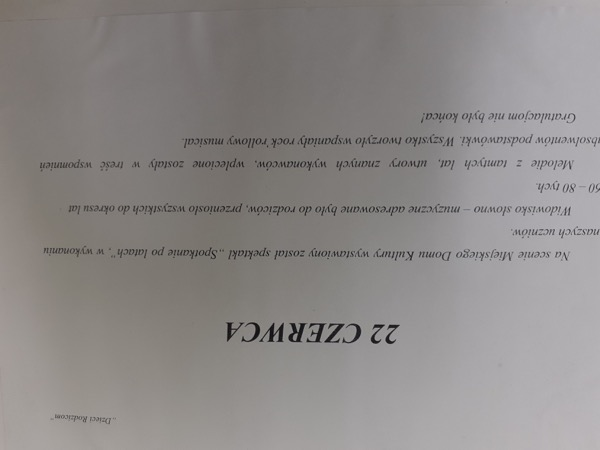 „Dzieci Rodzicom”
22 CZERWCA
Na scenie Miejskiego Domu Kultury wystawiony został spektakl „Spotkanie po latach”, w wykonaniu
naszych uczniów.
Widowisko słowno – muzyczne adresowane było do rodziców, przeniosło wszystkich do okresu lat
60 – 80 tych.
Melodie z tamtych lat, utwory znanych wykonawców, wplecione zostały w treść wspomnień
absolwentów podstawówki. Wszystko tworzyło wspaniały rock'rollowy musical.
Gratulacjom nie było końca!